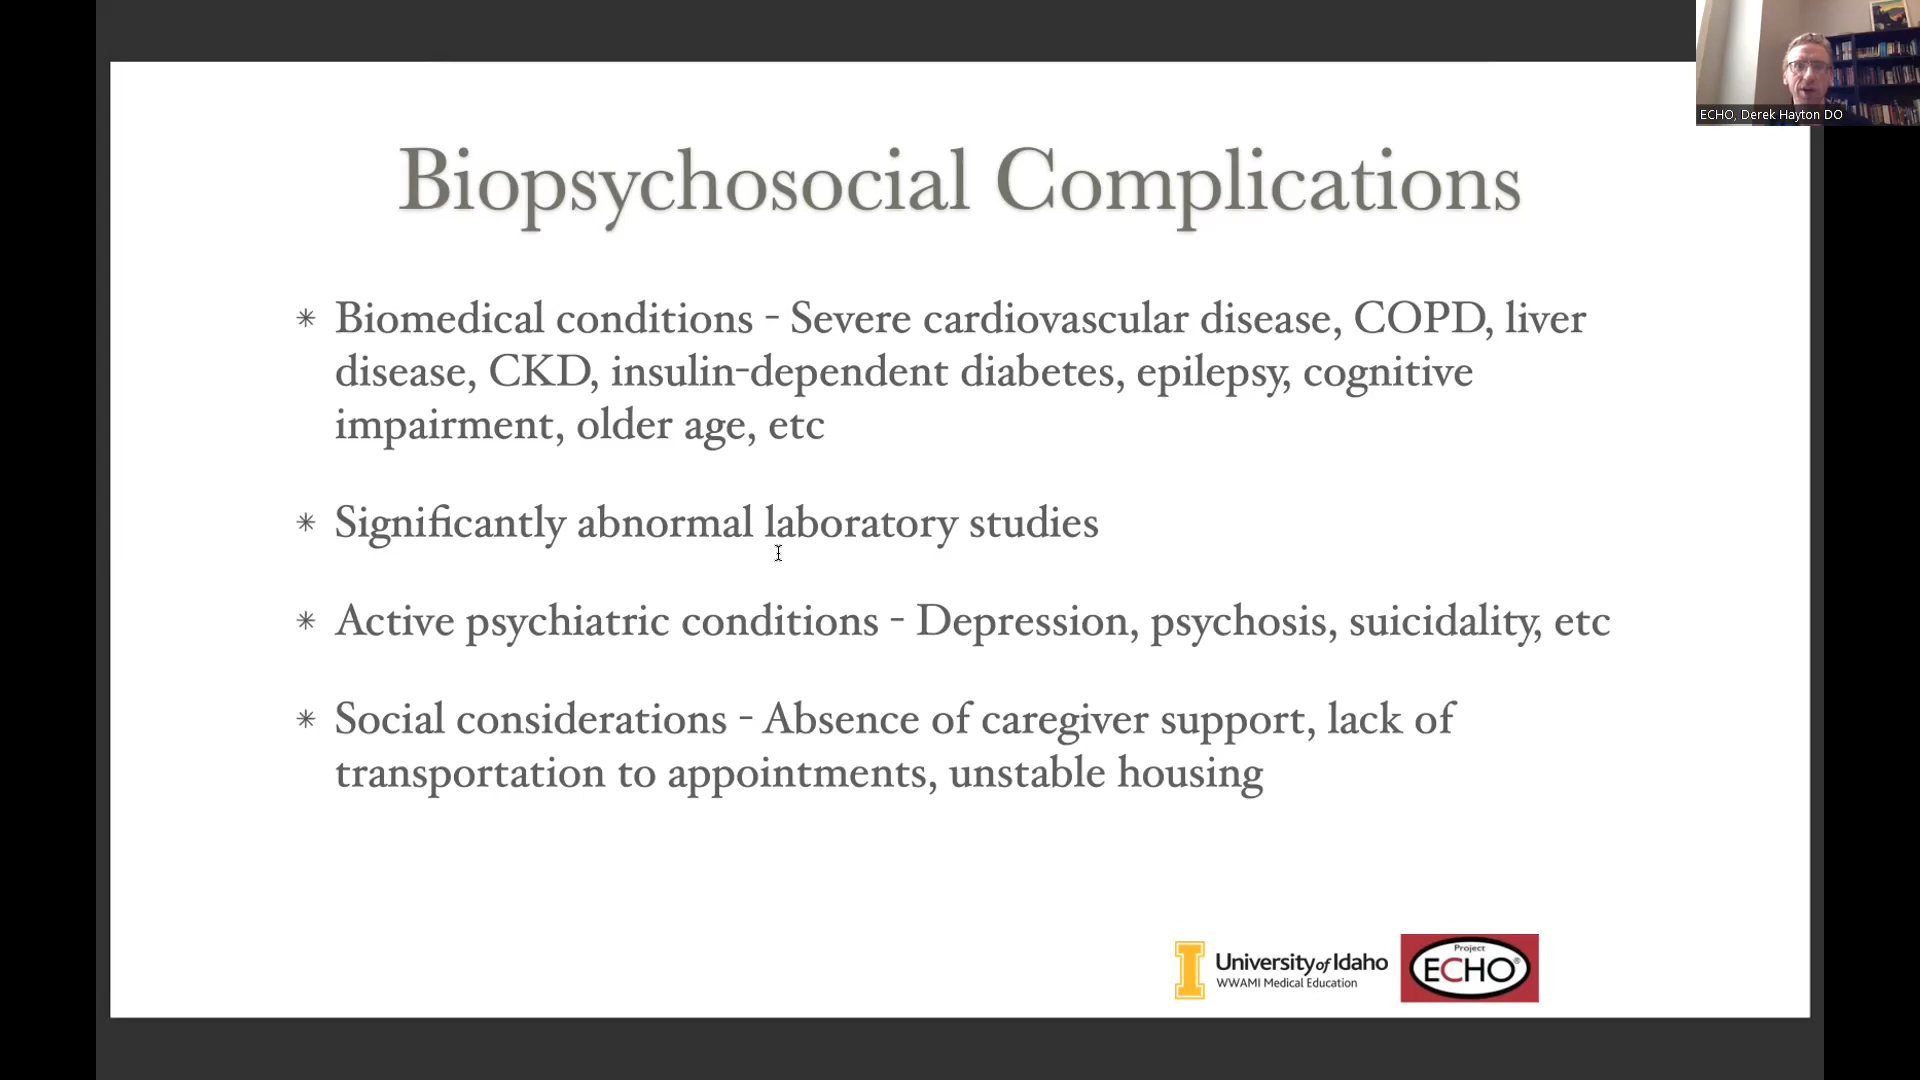 ECHO, Derek Hayton DO
Biopsychosocial Complications
✳ Biomedical conditions - Severe cardiovascular disease, COPD, liver
disease, CKD, insulin-dependent diabetes, epilepsy, cognitive
impairment, older age, etc
✳ Significantly abnormal laboratory studies
✳ Active psychiatric conditions - Depression, psychosis, suicidality, etc
✳ Social considerations - Absence of caregiver support, lack of
transportation to appointments, unstable housing
I University of Idaho
WWAMI Medical Education
Project
ECHO®